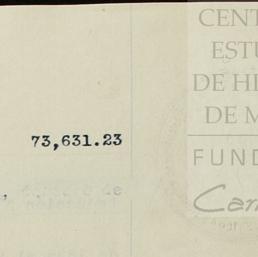 CENT
ESTU
DE HI
DE M
FUND
Car
73,631.23
,